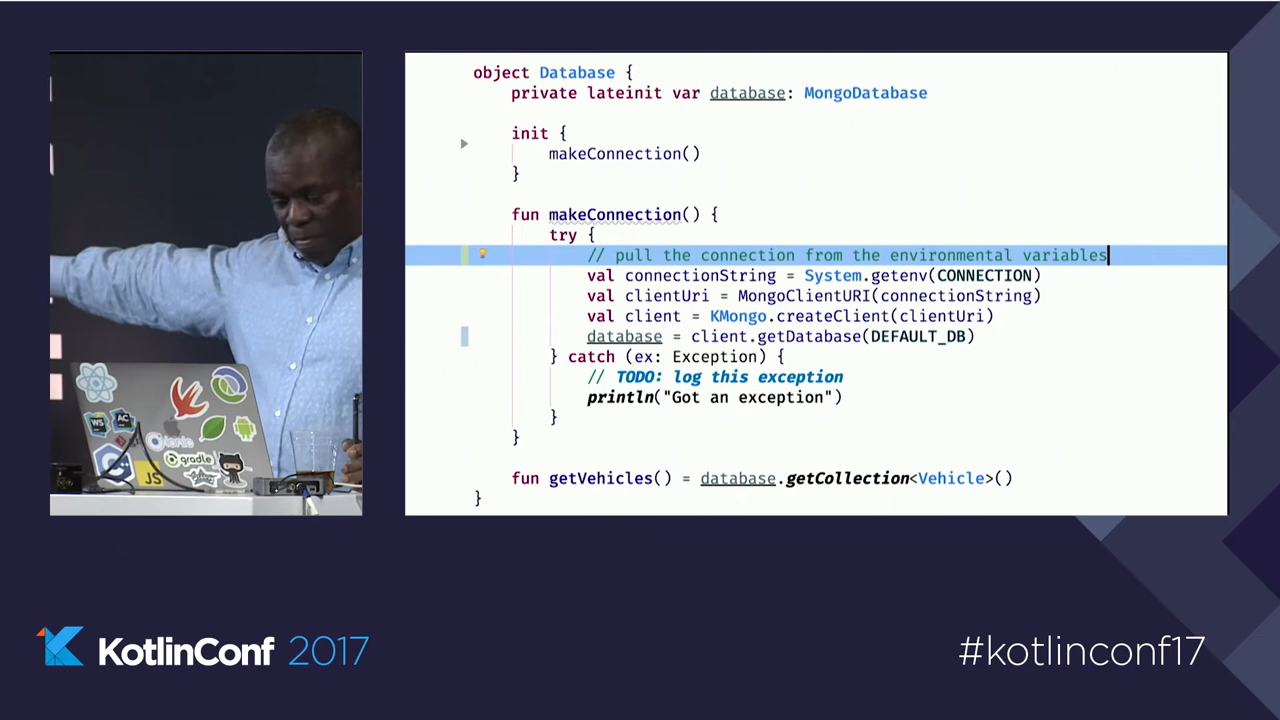 object Database {
private lateinit var database: MongoDatabase
init {
makeConnection()
}
fun makeConnection() {
try {
// pull the connection from the environmental variables
val connectionString = System.getenv(CONNECTION)
val clientUri = MongoClientURI(connectionString)
val client = KMongo.createClient(clientUri)
database = client.getDatabase(DEFAULT_DB)
} catch (ex: Exception) {
// TODO: log this exception
println("Got an exception")
}
}
fun getVehicles() = database.getCollection<Vehicle>()
}
WS
AC
ionic
gradle
JS
KotlinConf 2017
#kotlinconf17